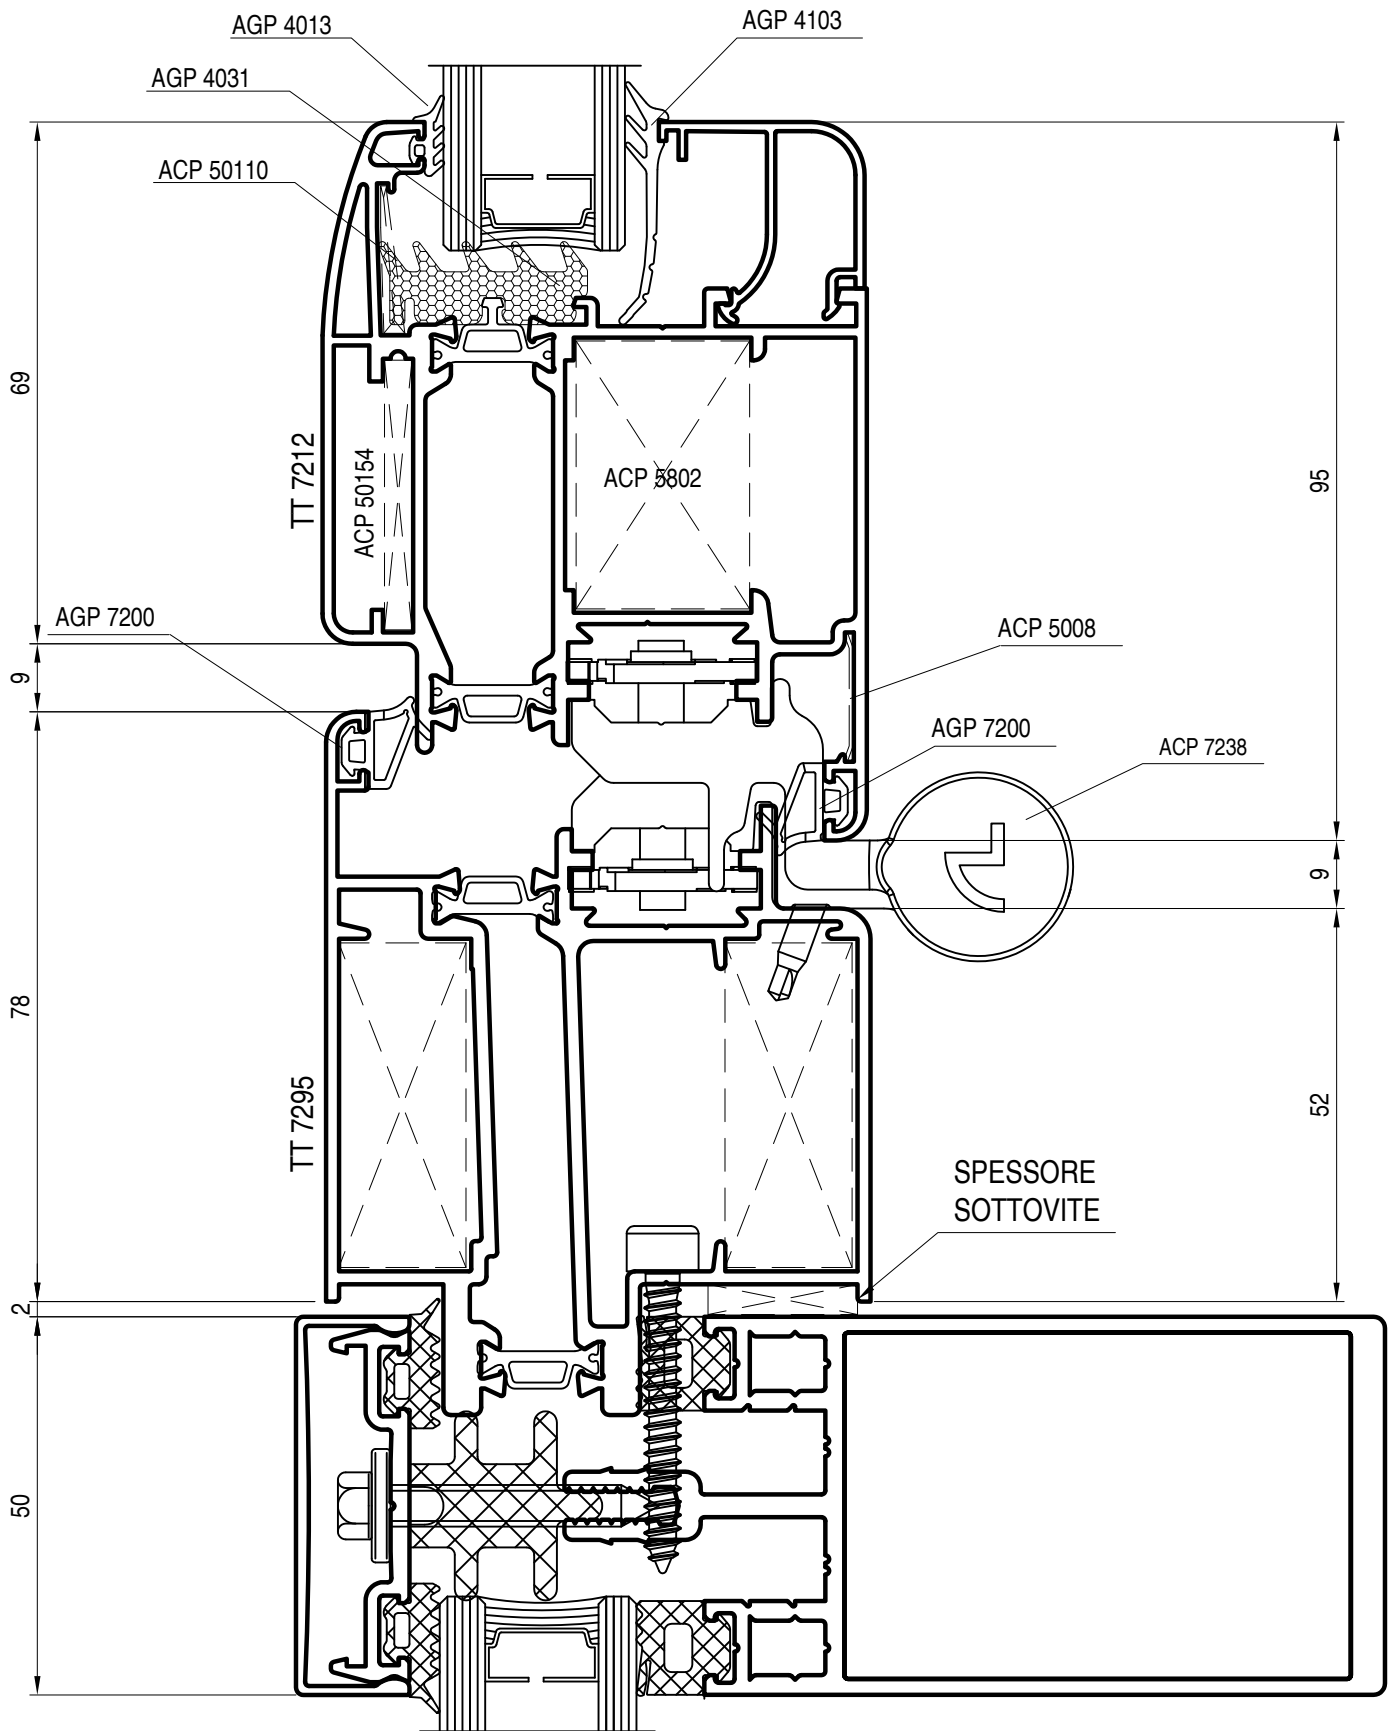 AGP 4013
AGP 4103
AGP 4031
ACP 50110
69
TT 7212
ACP 50154
ACP 5802
95
AGP 7200
ACP 5008
9
AGP 7200
ACP 7238
9
78
TT 7295
52
SPESSORE
SOTTOVITE
2
50